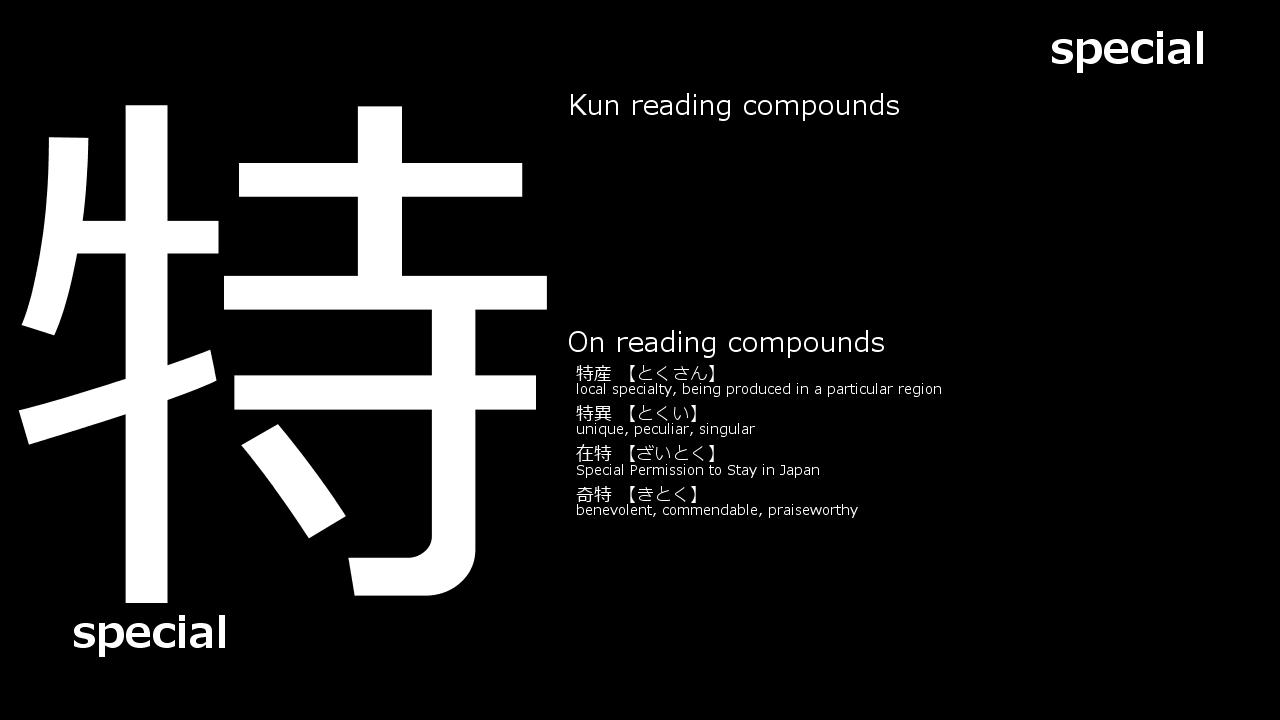 special
特
Kun reading compounds
On reading compounds
特産 【とくさん】
local specialty, being produced in a particular region
特異 【とくい】
unique, peculiar, singular
在特 【ざいとく】
Special Permission to Stay in Japan
奇特 【きとく】
benevolent, commendable, praiseworthy
special